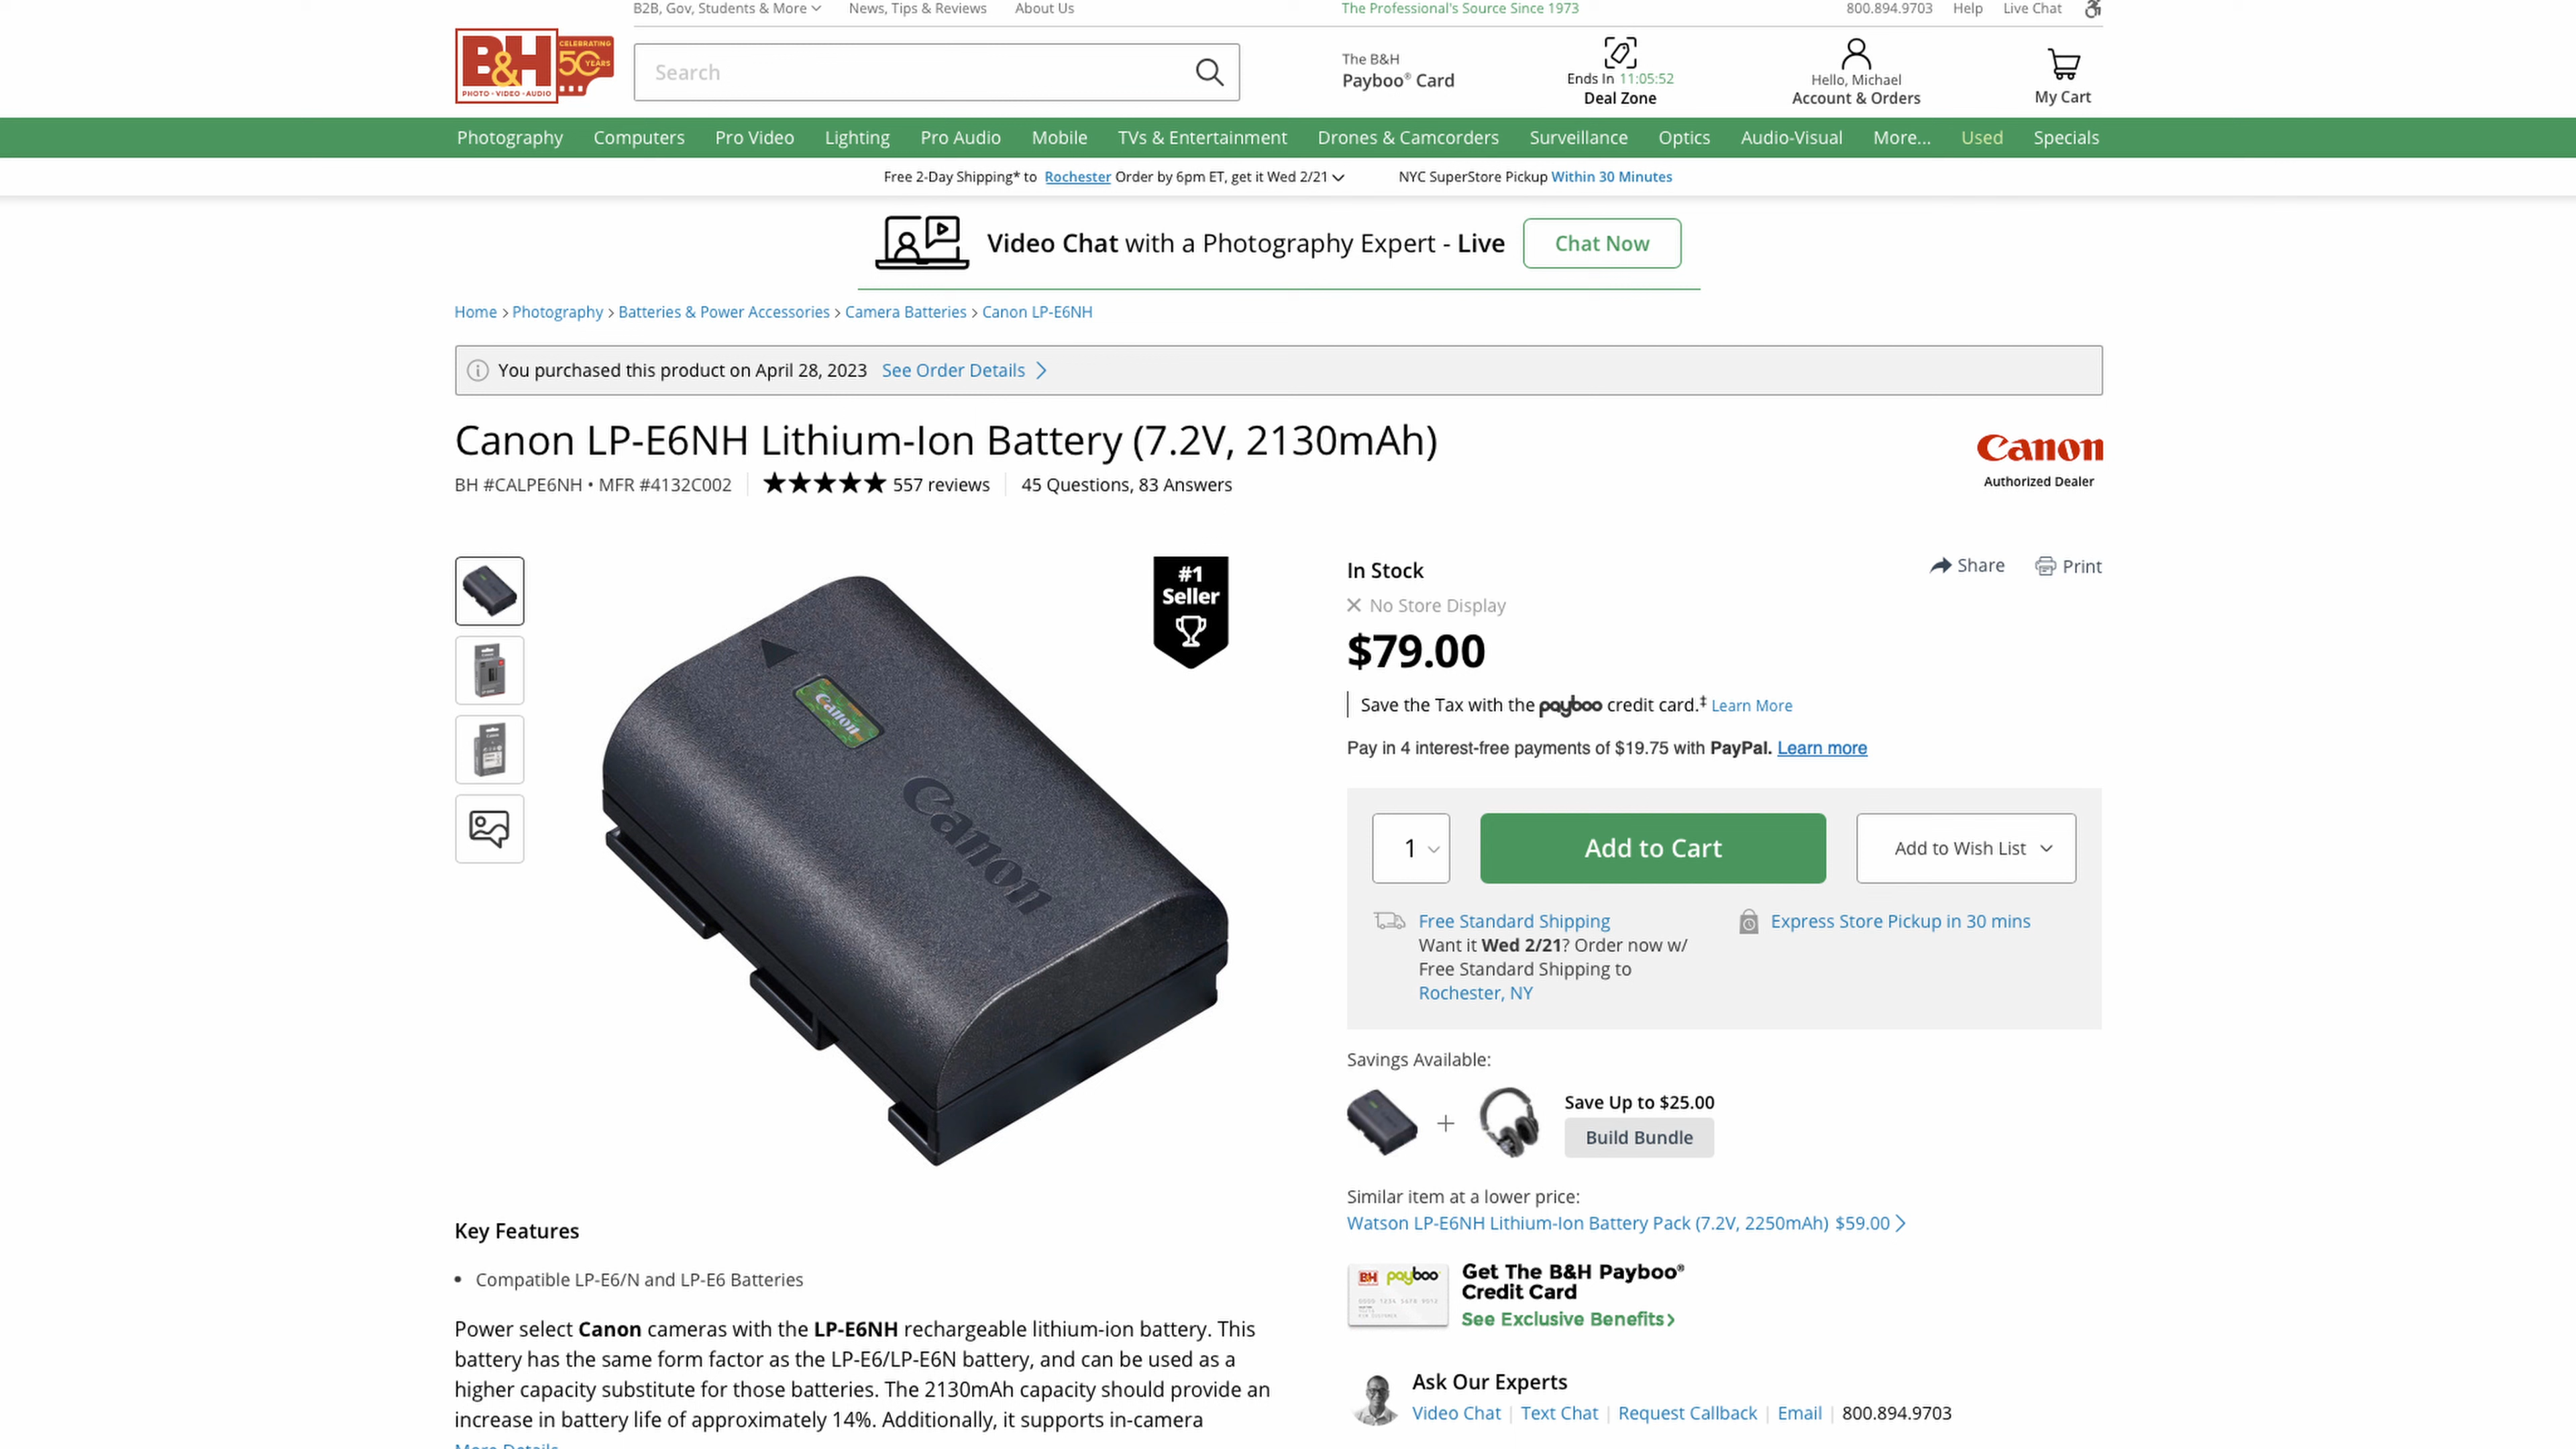 B2B, Gov, Students & More
News, Tips & Reviews
About Us
The Professional's Source Since 1973
800.894.9703
Help
Live Chat
B&H
PHOTO - VIDEO - AUDIO
CELEBRATING
50 YEARS
Search
The B&H
Payboo® Card
Ends In 11:05:52
Deal Zone
Hello, Michael
Account & Orders
My Cart
Photography Computers Pro Video Lighting Pro Audio Mobile TVs & Entertainment Drones & Camcorders Surveillance Optics Audio-Visual More... Used Specials
Free 2-Day Shipping* to Rochester Order by 6pm ET, get it Wed 2/21
NYC SuperStore Pickup Within 30 Minutes
Video Chat with a Photography Expert - Live
Chat Now
Home > Photography > Batteries & Power Accessories > Camera Batteries > Canon LP-E6NH
You purchased this product on April 28, 2023 See Order Details >
Canon LP-E6NH Lithium-Ion Battery (7.2V, 2130mAh)
Canon
Authorized Dealer
BH #CALPE6NH • MFR #4132C002
★★★★★ 557 reviews
45 Questions, 83 Answers
#1
Seller
Canon
Canon
In Stock
Share
Print
No Store Display
$79.00
Save the Tax with the payboo credit card.‡ Learn More
Pay in 4 interest-free payments of $19.75 with PayPal. Learn more
1
Add to Cart
Add to Wish List
Free Standard Shipping
Want it Wed 2/21? Order now w/
Free Standard Shipping to
Rochester, NY
Express Store Pickup in 30 mins
Savings Available:
+
Save Up to $25.00
Build Bundle
Similar item at a lower price:
Watson LP-E6NH Lithium-Ion Battery Pack (7.2V, 2250mAh) $59.00 >
BH payboo
Get The B&H Payboo®
Credit Card
See Exclusive Benefits >
Ask Our Experts
Video Chat | Text Chat | Request Callback | Email | 800.894.9703
Key Features
• Compatible LP-E6/N and LP-E6 Batteries
Power select Canon cameras with the LP-E6NH rechargeable lithium-ion battery. This
battery has the same form factor as the LP-E6/LP-E6N battery, and can be used as a
higher capacity substitute for those batteries. The 2130mAh capacity should provide an
increase in battery life of approximately 14%. Additionally, it supports in-camera
More Details